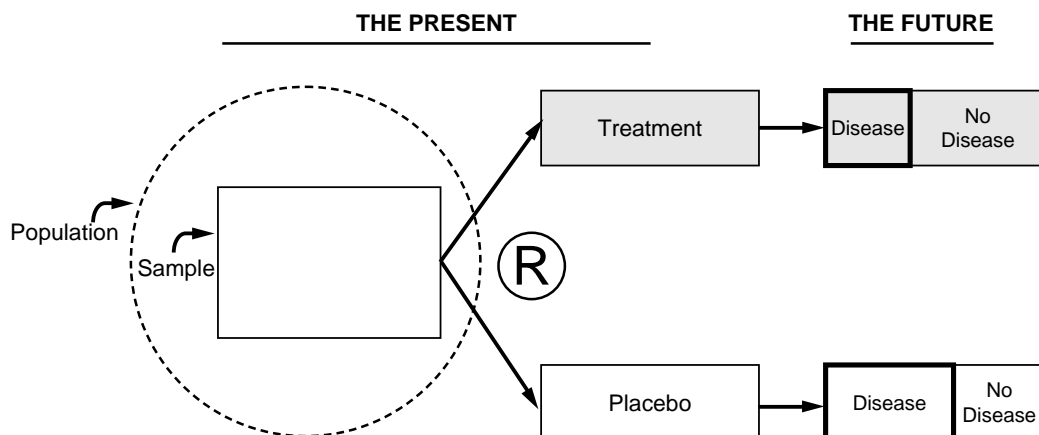 THE PRESENT
THE FUTURE
Treatment
Disease
No
Disease
Population
Sample
R
Placebo
Disease
No
Disease